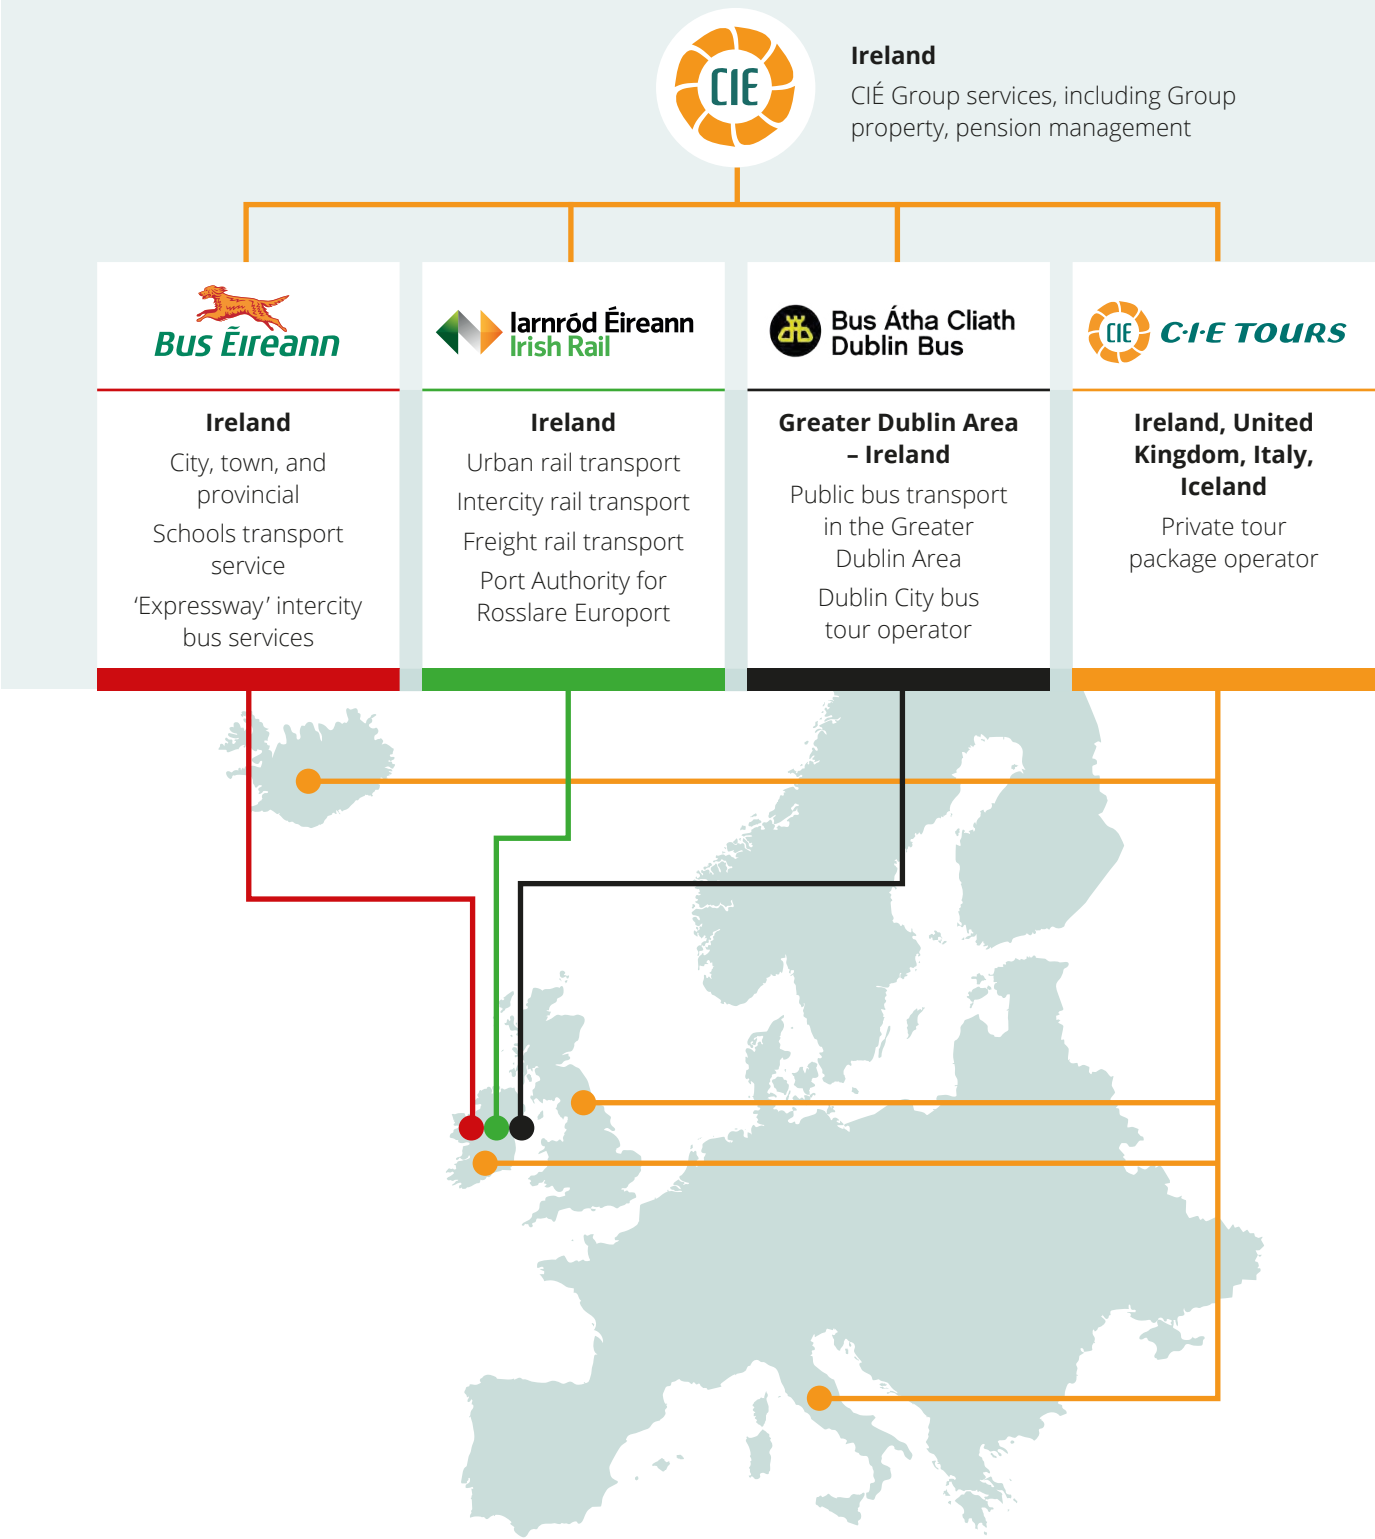 CIE
Ireland
CIÉ Group services, including Group
property, pension management
Bus Éireann
Ireland
City, town, and
provincial
Schools transport
service
‘Expressway’ intercity
bus services
Iarnród Éireann
Irish Rail
Ireland
Urban rail transport
Intercity rail transport
Freight rail transport
Port Authority for
Rosslare Europort
Bus Átha Cliath
Dublin Bus
Greater Dublin Area
– Ireland
Public bus transport
in the Greater
Dublin Area
Dublin City bus
tour operator
CIE
C·I·E TOURS
Ireland, United
Kingdom, Italy,
Iceland
Private tour
package operator